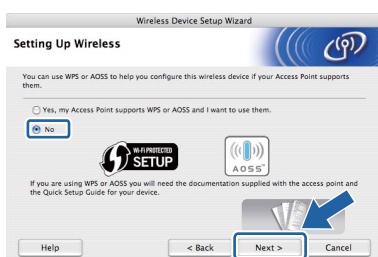 Wireless Device Setup Wizard
Setting Up Wireless
You can use WPS or AOSS to help you configure this wireless device if your Access Point supports
them.
Yes, my Access Point supports WPS or AOSS and I want to use them.
No
Wi-Fi PROTECTED
SETUP
AOSS™
If you are using WPS or AOSS you will need the documentation supplied with the access point and
the Quick Setup Guide for your device.
Help
< Back
Next >
Cancel